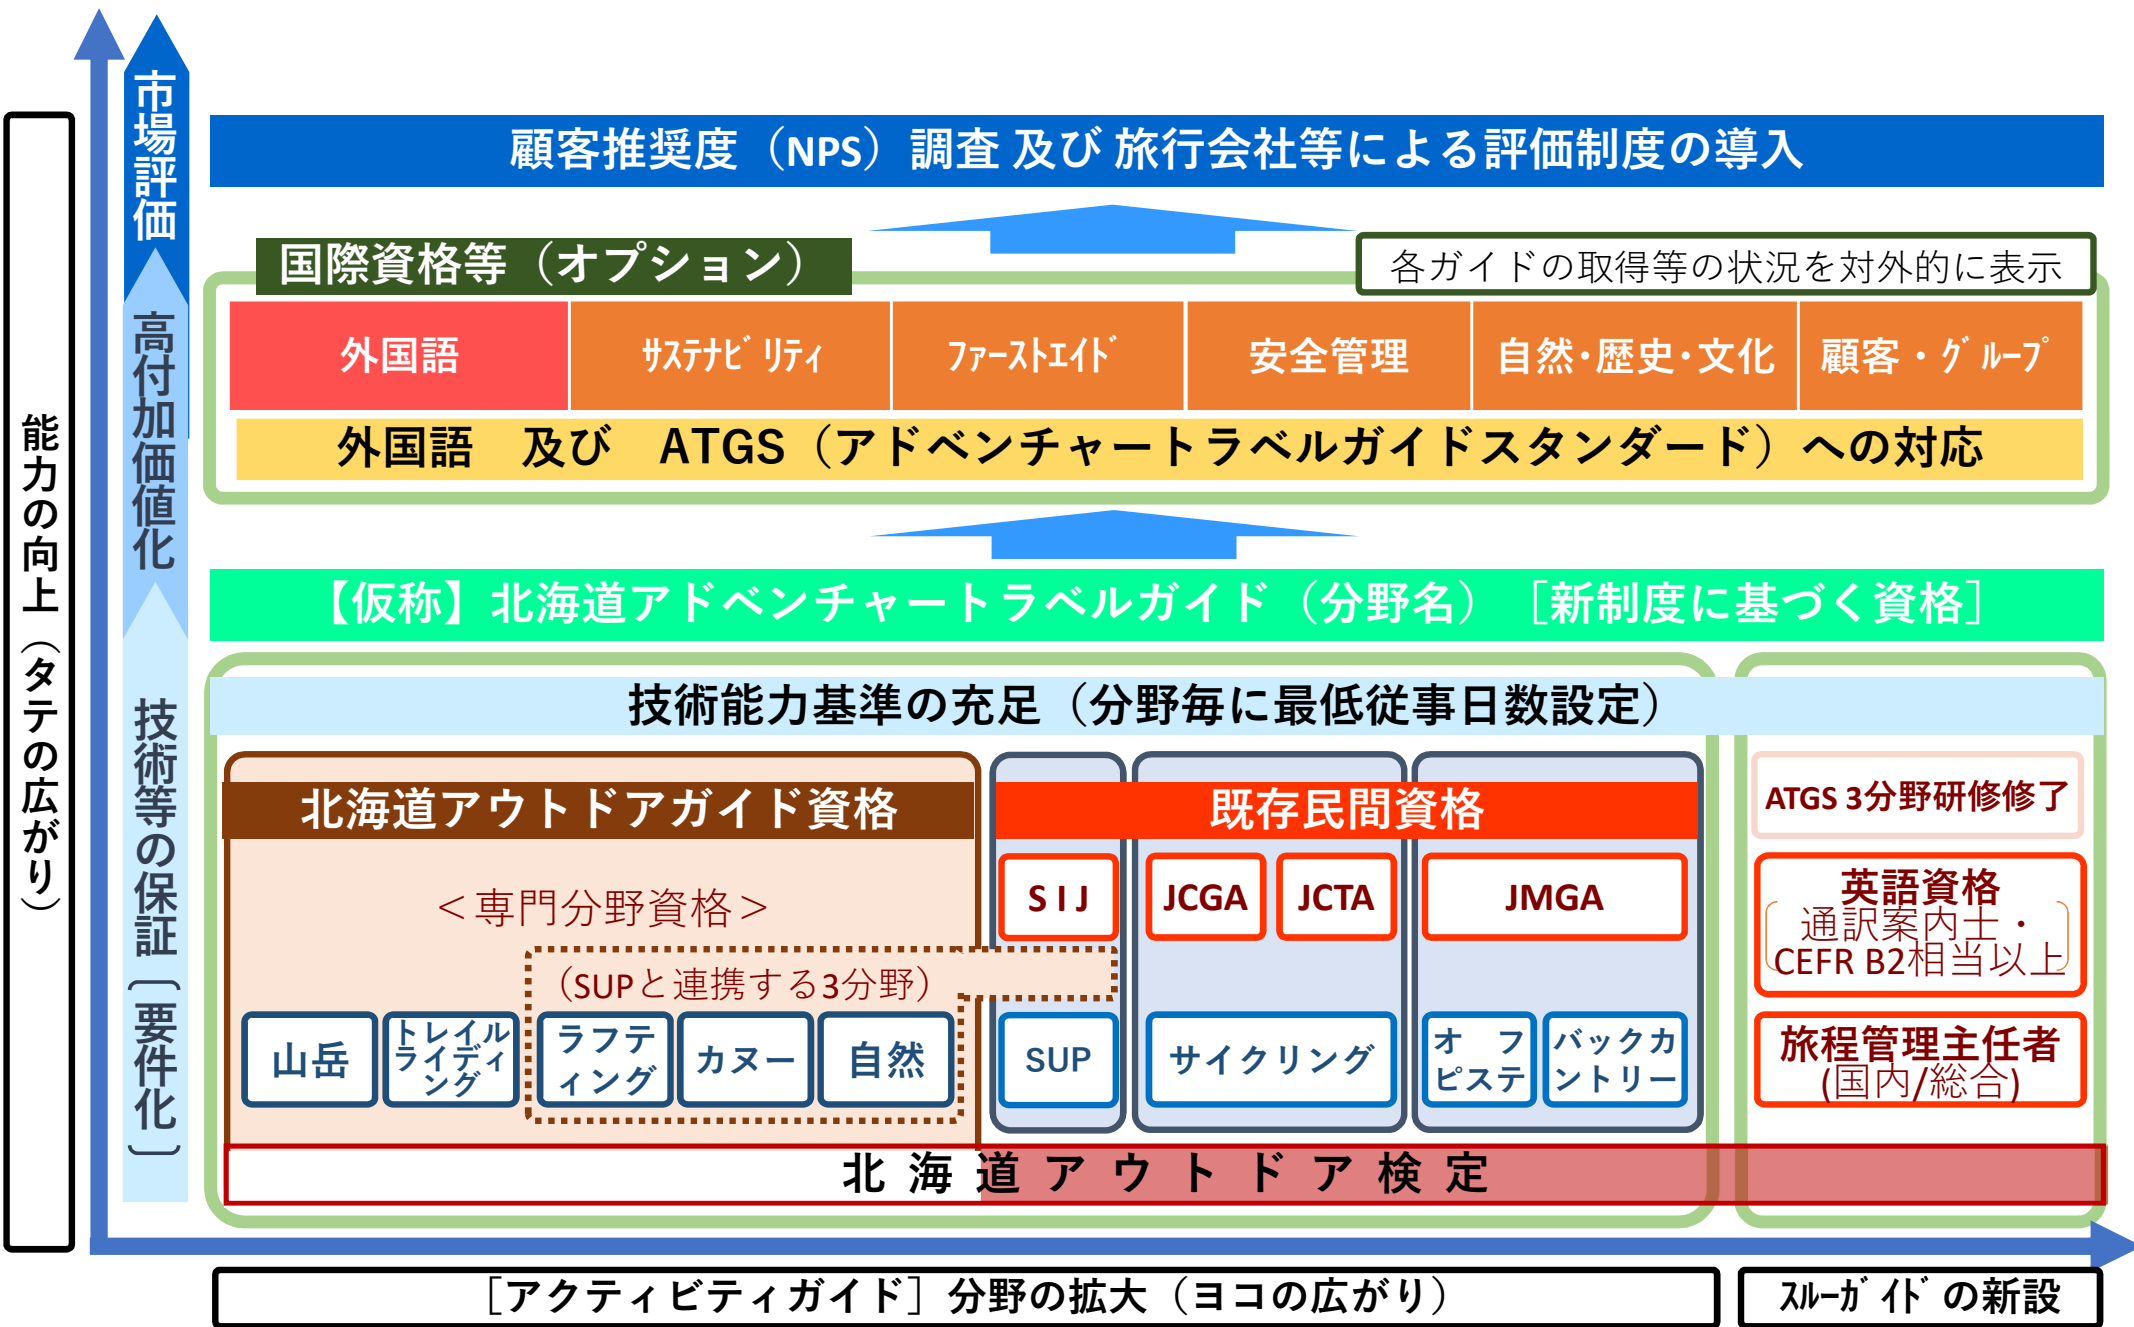 市場評価
高付加価値化
技術等の保証〔要件化〕
能力の向上（タテの広がり）
顧客推奨度（NPS）調査 及び 旅行会社等による評価制度の導入
国際資格等（オプション）
各ガイドの取得等の状況を対外的に表示
外国語
ｻｽﾃﾅﾋﾞﾘﾃｨ
ﾌｧｰｽﾄｴｲﾄﾞ
安全管理
自然･歴史･文化
顧客・ｸﾞﾙｰﾌﾟ
外国語　及び　ATGS（アドベンチャートラベルガイドスタンダード）への対応
【仮称】北海道アドベンチャートラベルガイド（分野名）［新制度に基づく資格］
技術能力基準の充足（分野毎に最低従事日数設定）
北海道アウトドアガイド資格
既存民間資格
ATGS 3分野研修修了
＜専門分野資格＞
S I J
JCGA
JCTA
JMGA
英語資格
通訳案内士・
CEFR B2相当以上
（SUPと連携する3分野）
山岳
トレイル
ライディ
ング
ラフテ
ィング
カヌー
自然
SUP
サイクリング
オ　フ
ピステ
バックカ
ントリー
旅程管理主任者
(国内/総合)
北 海 道 ア ウ ト ド ア 検 定
［アクティビティガイド］分野の拡大（ヨコの広がり）
ｽﾙｰｶﾞｲﾄﾞの新設